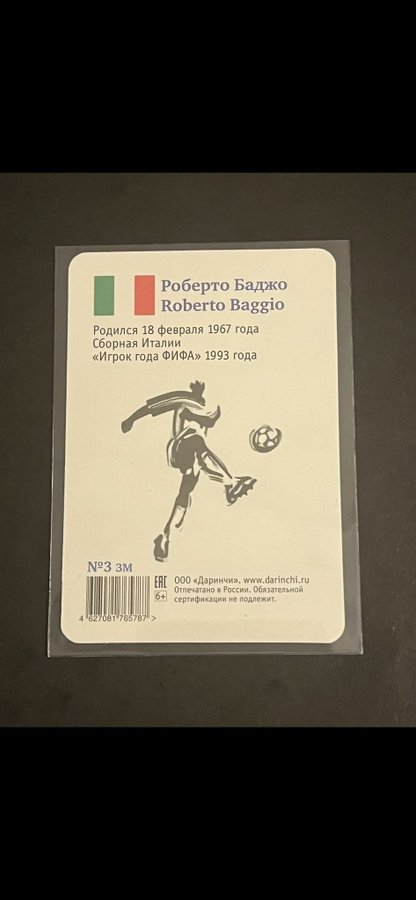 Роберто Баджо
Roberto Baggio
Родился 18 февраля 1967 года
Сборная Италии
«Игрок года ФИФА» 1993 года
№3 зм
EAC ООО «Даринчи». www.darinchi.ru
6+ Отпечатано в России. Обязательной
сертификации не подлежит.
4 627081 765787 >